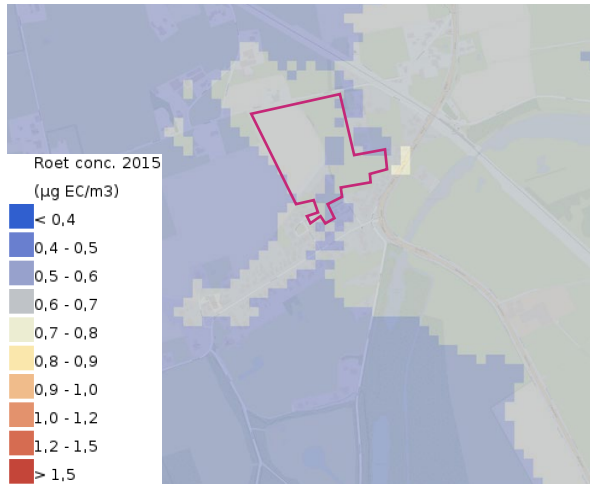 Roet conc. 2015
(µg EC/m3)
< 0,4
0,4 - 0,5
0,5 - 0,6
0,6 - 0,7
0,7 - 0,8
0,8 - 0,9
0,9 - 1,0
1,0 - 1,2
1,2 - 1,5
> 1,5